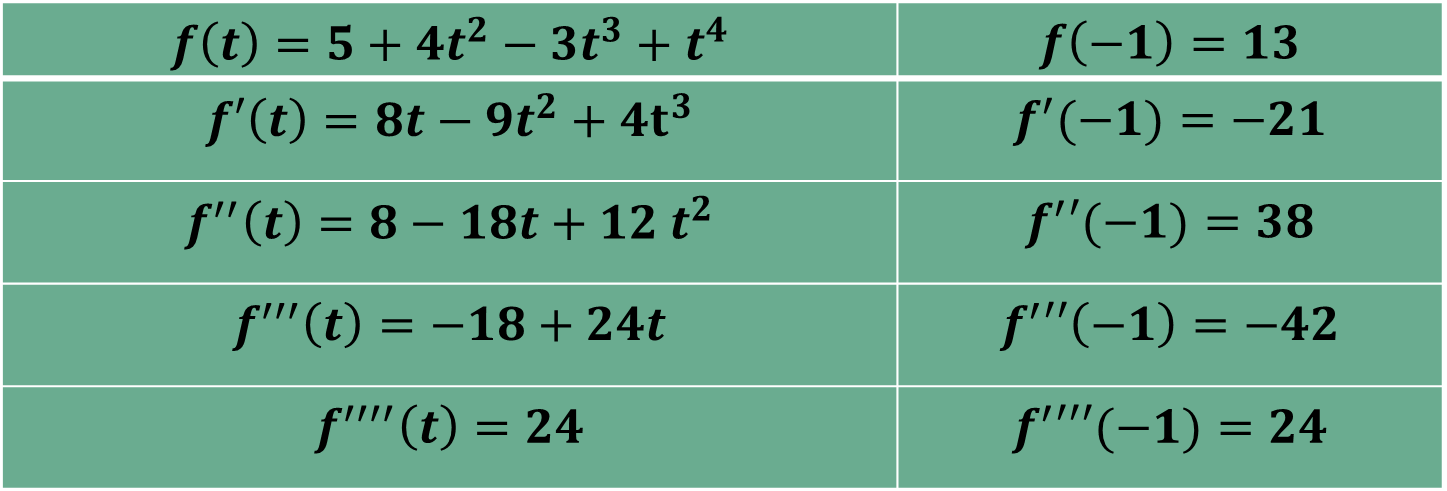 f(t) = 5 + 4t² − 3t³ + t⁴
f(−1) = 13
f′(t) = 8t − 9t² + 4t³
f′(−1) = −21
f′′(t) = 8 − 18t + 12 t²
f′′(−1) = 38
f′′′(t) = −18 + 24t
f′′′(−1) = −42
f′′′′(t) = 24
f′′′′(−1) = 24